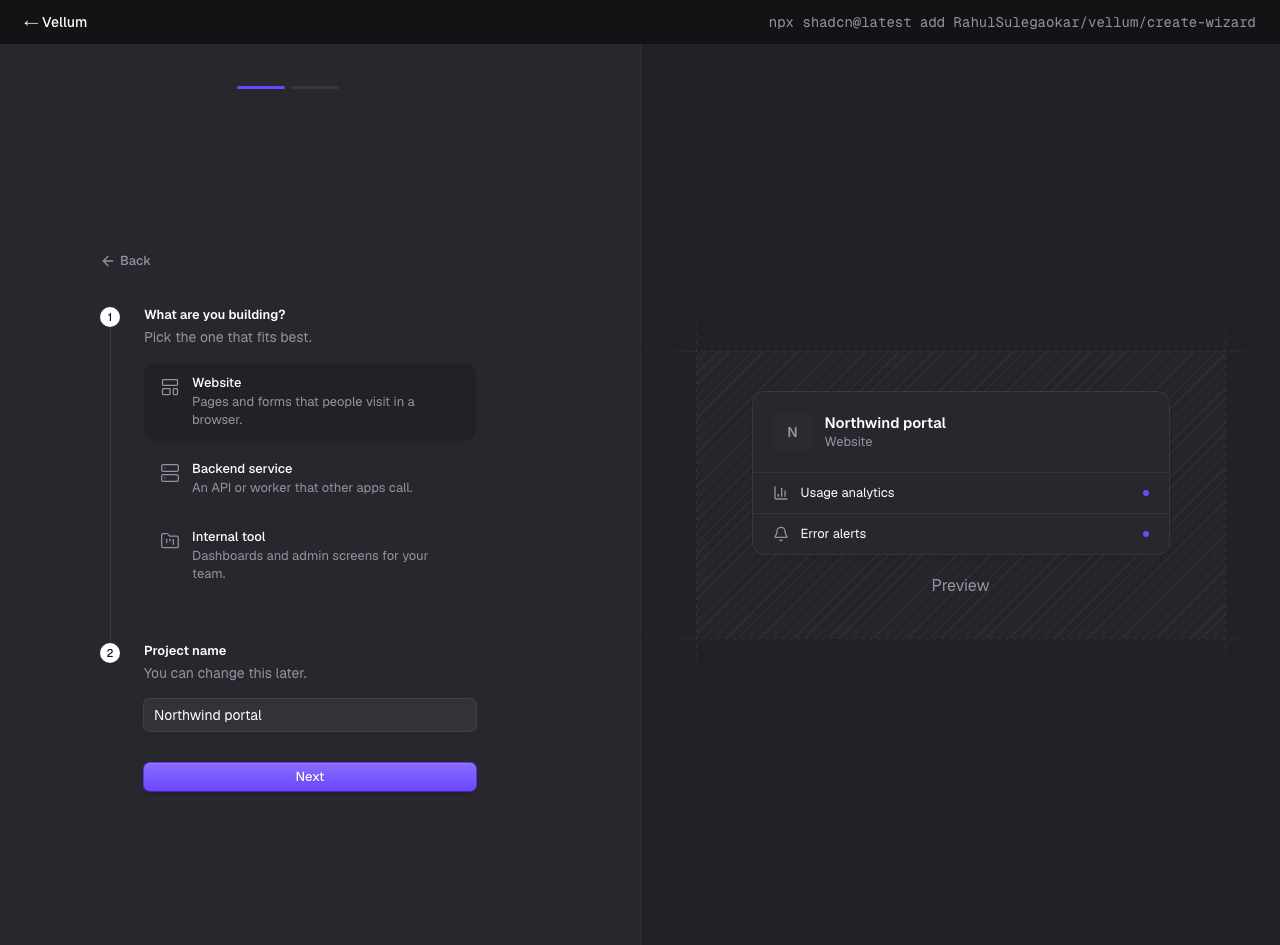 ← Vellum
npx shadcn@latest add RahulSulegaokar/vellum/create-wizard
← Back
1
What are you building?
Pick the one that fits best.
Website
Pages and forms that people visit in a
browser.
Backend service
An API or worker that other apps call.
Internal tool
Dashboards and admin screens for your
team.
2
Project name
You can change this later.
Northwind portal
Next
N
Northwind portal
Website
Usage analytics
Error alerts
Preview